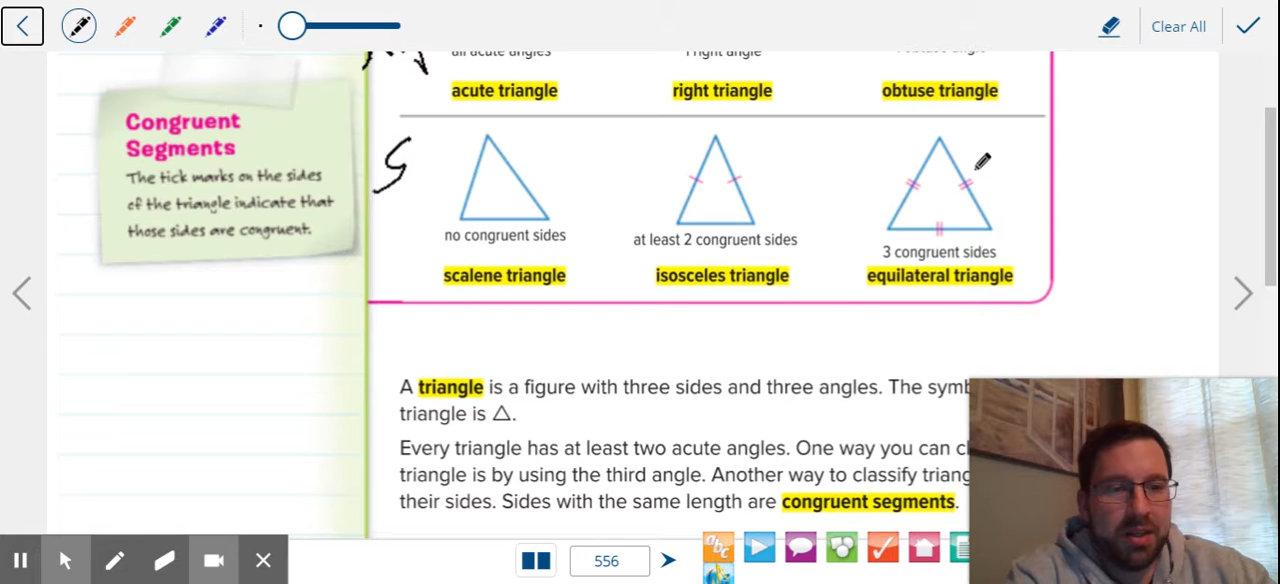 Clear All
all acute angles
1 right angle
1 obtuse angle
acute triangle
right triangle
obtuse triangle
Congruent
Segments
The tick marks on the sides
of the triangle indicate that
those sides are congruent.
S
no congruent sides
at least 2 congruent sides
3 congruent sides
scalene triangle
isosceles triangle
equilateral triangle
A triangle is a figure with three sides and three angles. The symb
triangle is △.
Every triangle has at least two acute angles. One way you can cl
triangle is by using the third angle. Another way to classify triang
their sides. Sides with the same length are congruent segments.
556
abc